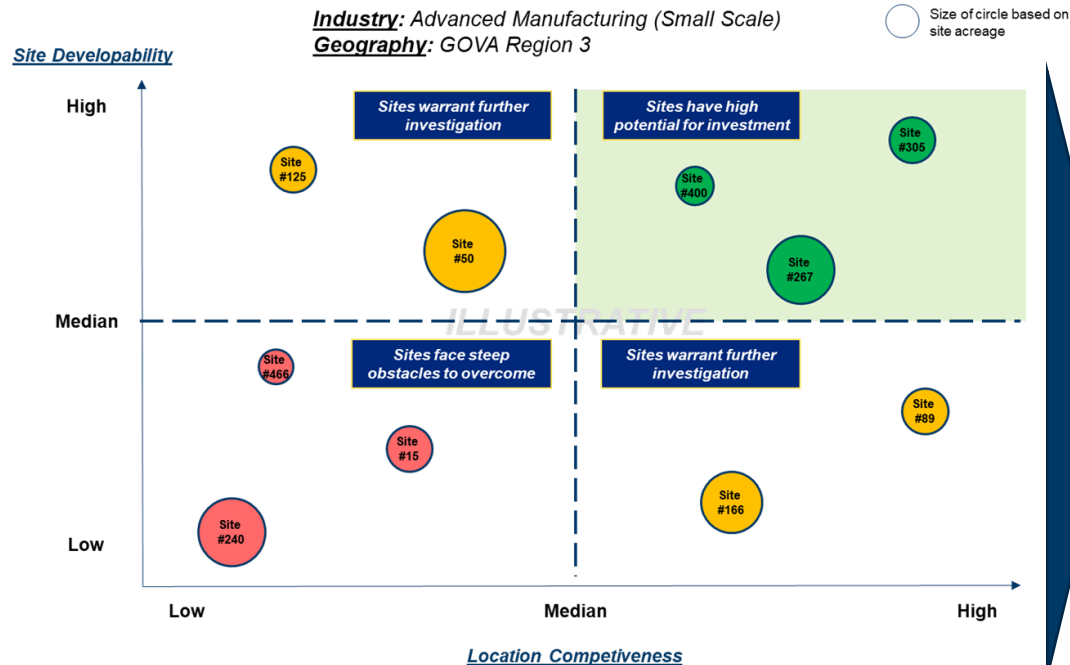 Industry: Advanced Manufacturing (Small Scale)
Geography: GOVA Region 3
Size of circle based on
site acreage
Site Developability
High
Sites warrant further
investigation
Sites have high
potential for investment
Site
#125
Site
#305
Site
#400
Site
#50
Site
#267
Median
ILLUSTRATIVE
Sites face steep
obstacles to overcome
Sites warrant further
investigation
Site
#466
Site
#89
Site
#15
Site
#166
Site
#240
Low
Low
Median
High
Location Competiveness